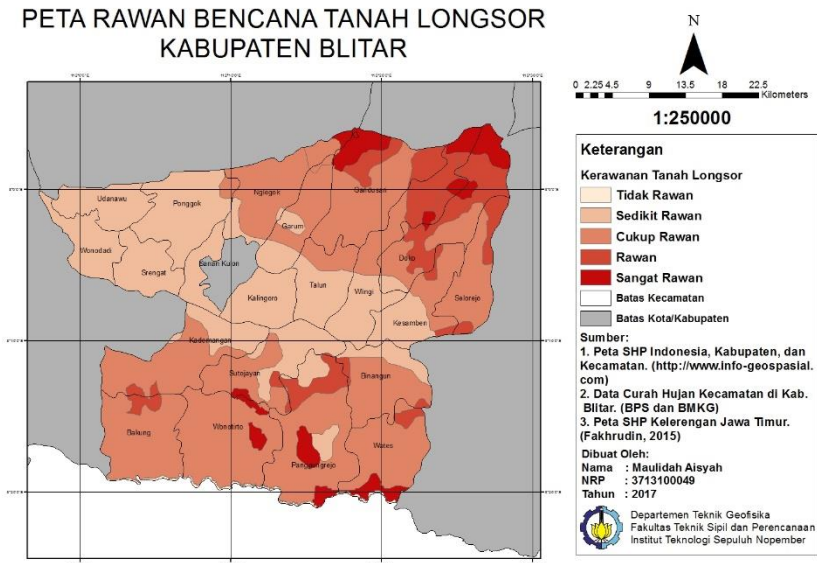 PETA RAWAN BENCANA TANAH LONGSOR
KABUPATEN BLITAR
N
0 2.25 4.5 9 13.5 18 22.5
Kilometers
1:250000
Keterangan
Kerawanan Tanah Longsor
Tidak Rawan
Sedikit Rawan
Cukup Rawan
Rawan
Sangat Rawan
Batas Kecamatan
Batas Kota/Kabupaten
Sumber:
1. Peta SHP Indonesia, Kabupaten, dan
Kecamatan. (http://www.info-geospasial.
com)
2. Data Curah Hujan Kecamatan di Kab.
Blitar. (BPS dan BMKG)
3. Peta SHP Kelerengan Jawa Timur.
(Fakhrudin, 2015)
Dibuat Oleh:
Nama : Maulidah Aisyah
NRP : 3713100049
Tahun : 2017
Departemen Teknik Geofisika
Fakultas Teknik Sipil dan Perencanaan
Institut Teknologi Sepuluh Nopember
Udanawu
Ponggok
Nglegok
Gandusari
Garum
Wonodadi
Srengat
Sanan Kulon
Doko
Kalingoro
Talun
Wlingi
Selorejo
Kesamben
Kademangan
Sutojayan
Binangun
Bakung
Wonotirto
Wates
Panggungrejo